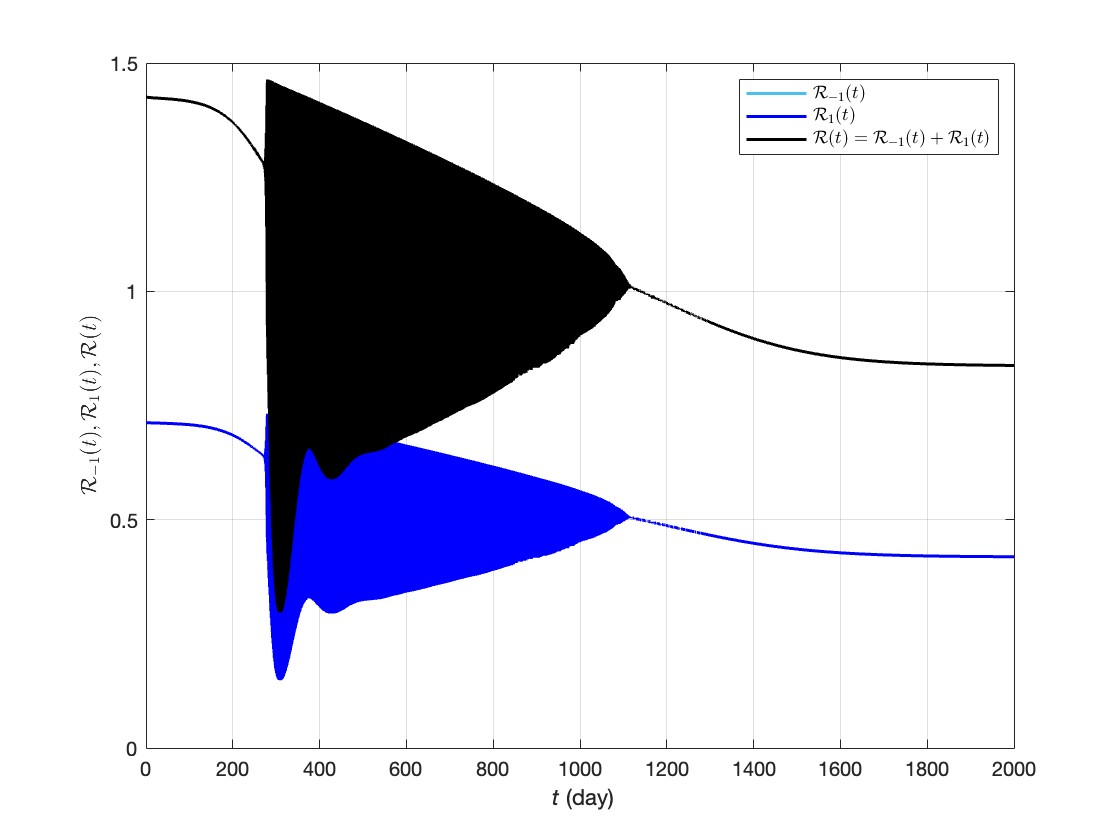 1.5
1
0.5
0
0 200 400 600 800 1000 1200 1400 1600 1800 2000
t (day)
ℛ₋₁(t), ℛ₁(t), ℛ(t)
ℛ₋₁(t)
ℛ₁(t)
ℛ(t) = ℛ₋₁(t) + ℛ₁(t)